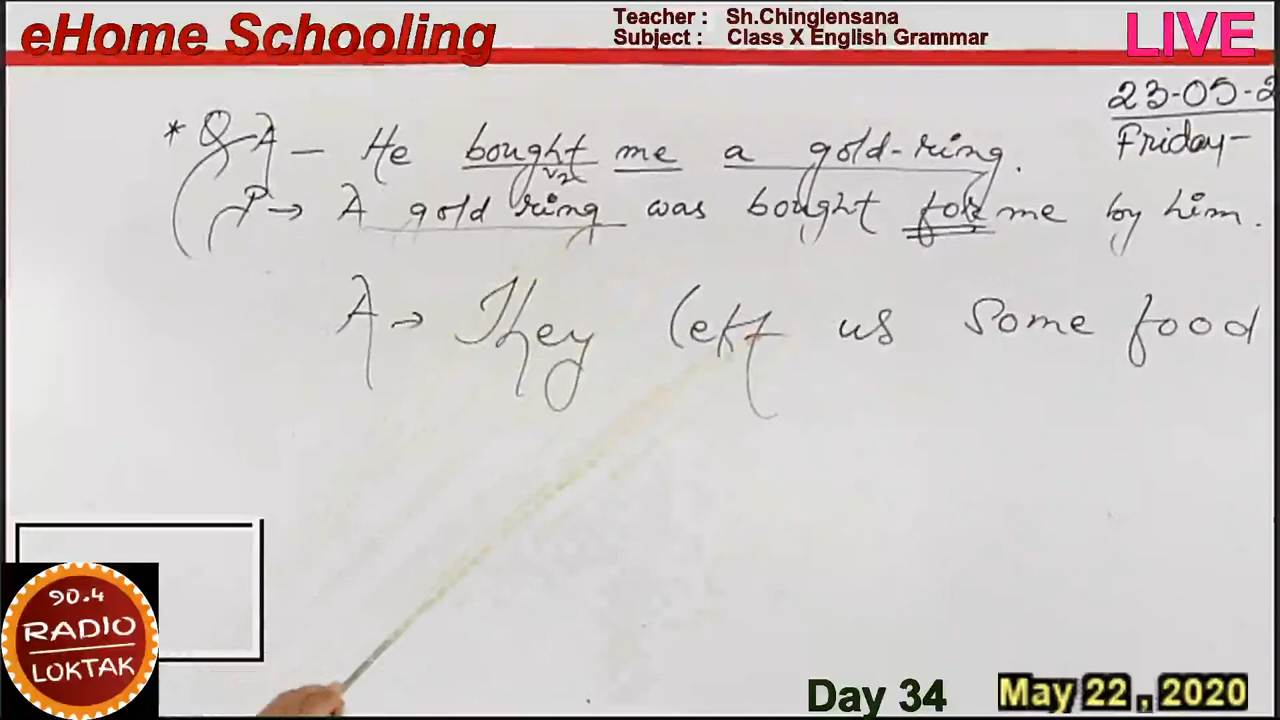 eHome Schooling
Teacher : Sh.Chinglensana
Subject : Class X English Grammar
LIVE
23-05-2
Friday-
* Q A - He bought me a gold-ring.
P → A gold ring was bought for me by him.
A → They left us some food
90.4
RADIO
LOKTAK
Day 34
May 22 , 2020